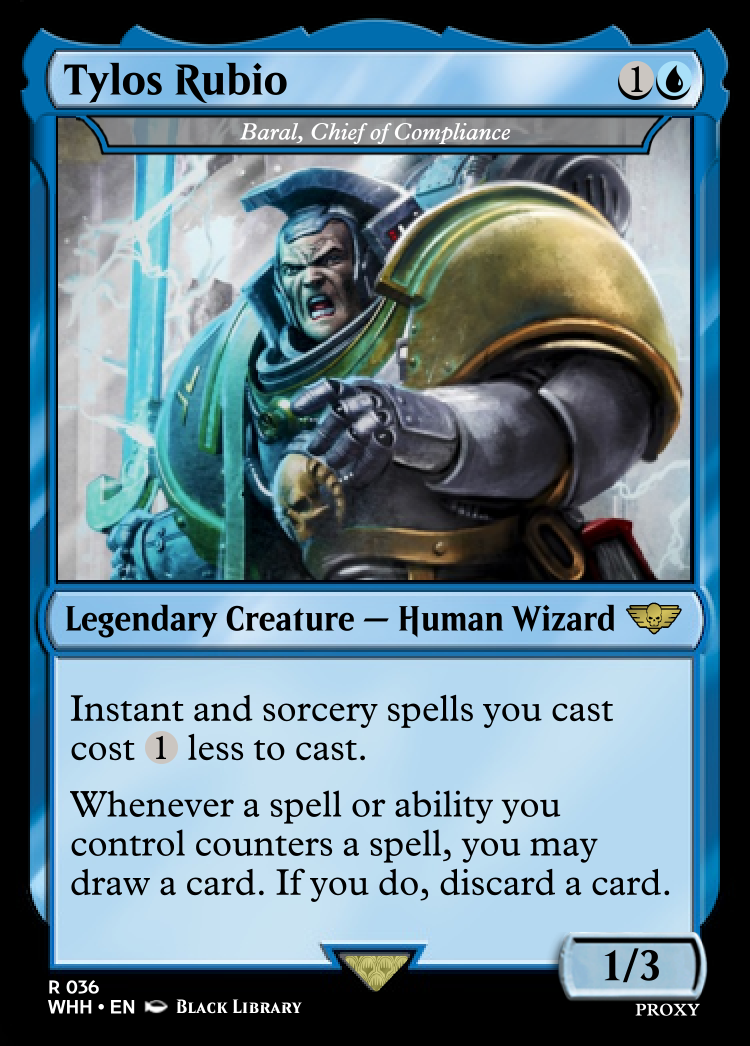 Tylos Rubio 1
Baral, Chief of Compliance
Legendary Creature — Human Wizard
Instant and sorcery spells you cast
cost 1 less to cast.
Whenever a spell or ability you
control counters a spell, you may
draw a card. If you do, discard a card.
1/3
R 036
WHH • EN BLACK LIBRARY
PROXY